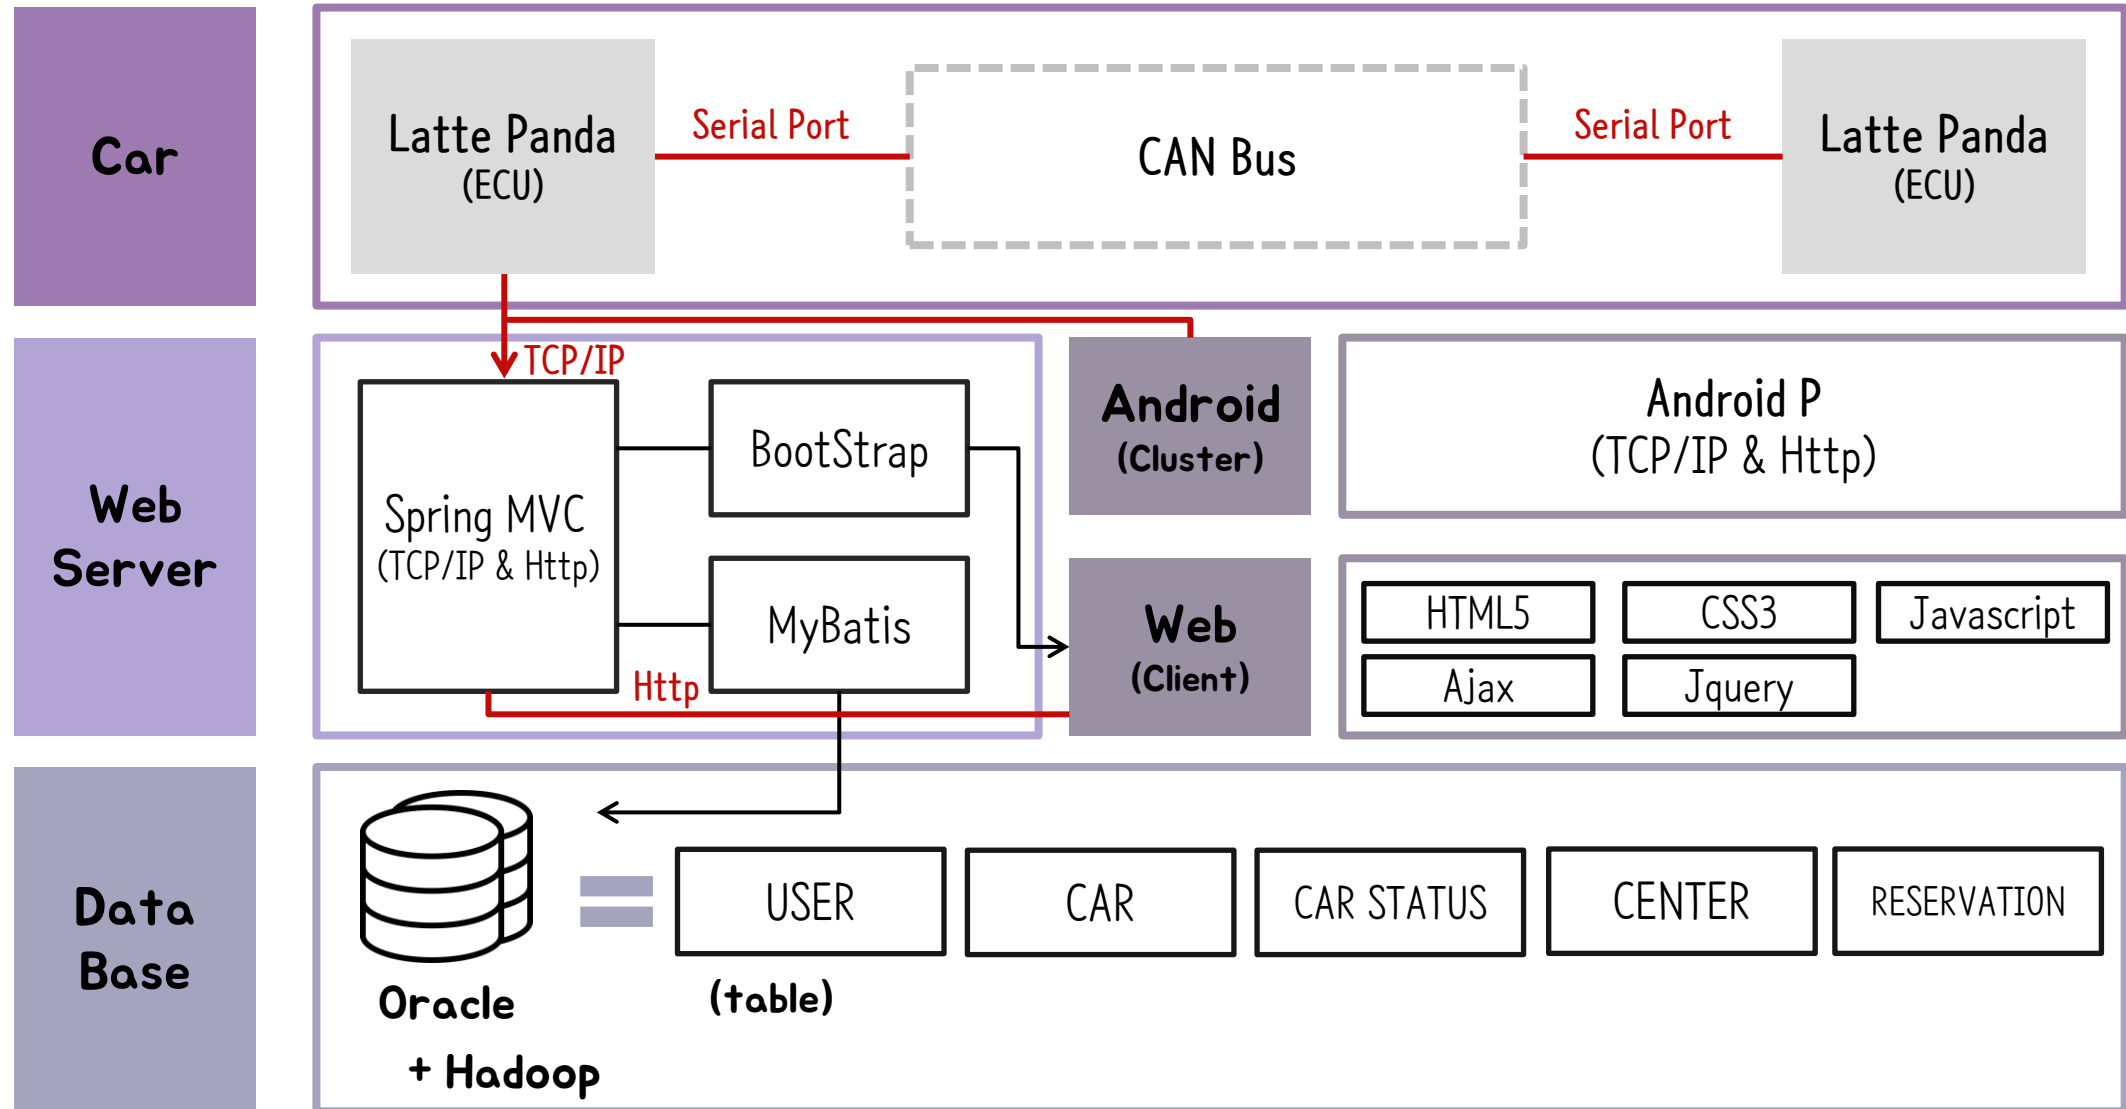 Car
Latte Panda
(ECU)
Serial Port
CAN Bus
Serial Port
Latte Panda
(ECU)
Web
Server
TCP/IP
Spring MVC
(TCP/IP & Http)
BootStrap
MyBatis
Http
Android
(Cluster)
Android P
(TCP/IP & Http)
Web
(Client)
HTML5
CSS3
Javascript
Ajax
Jquery
Data
Base
Oracle
+ Hadoop
USER
CAR
CAR STATUS
CENTER
RESERVATION
(table)